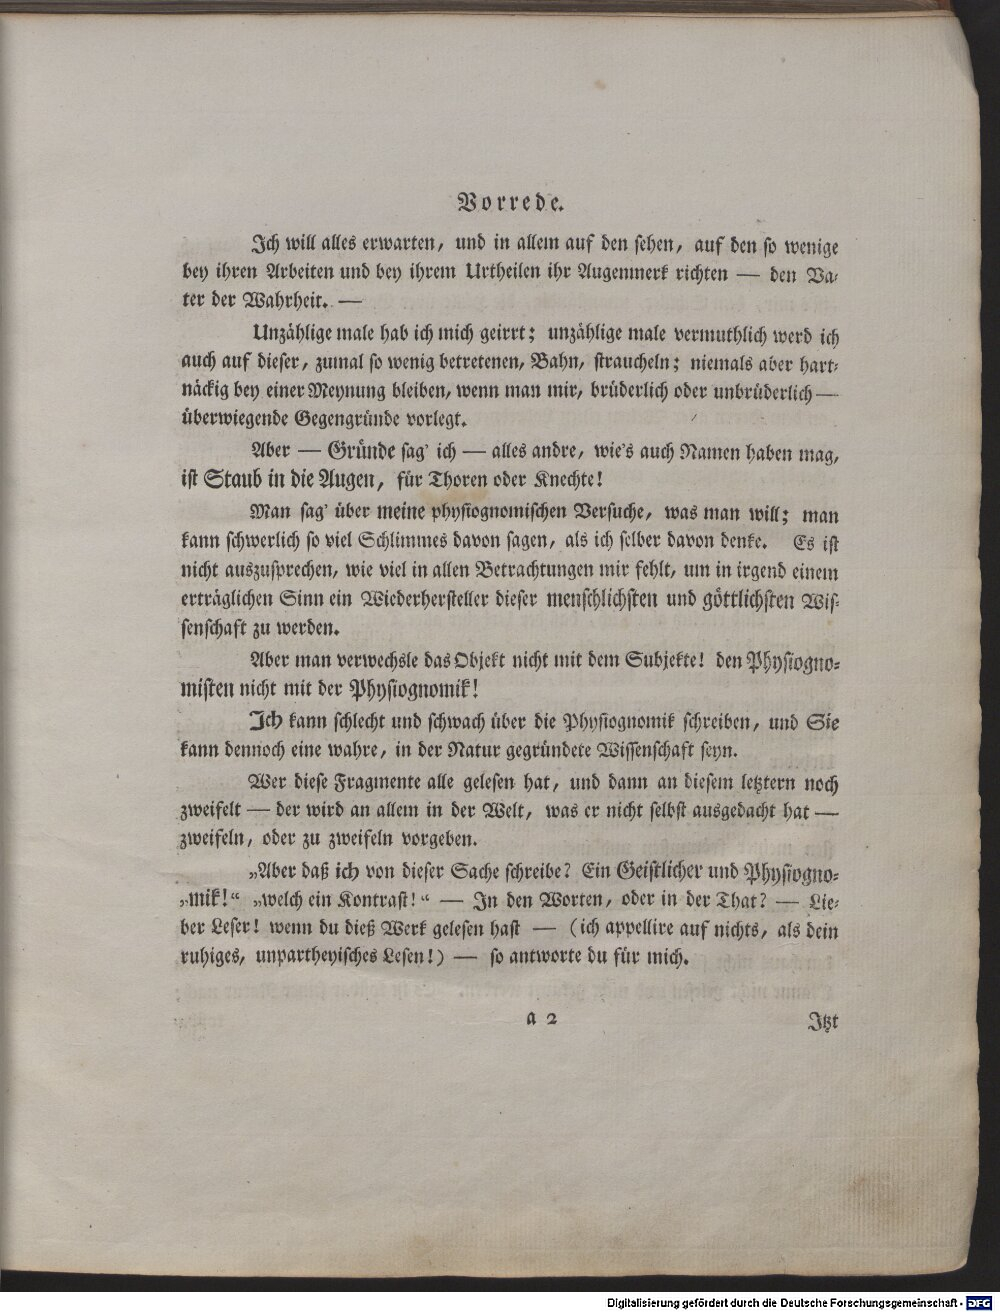 Vorrede.
Ich will alles erwarten, und in allem auf den sehen, auf den so wenige
bey ihren Arbeiten und bey ihrem Urtheilen ihr Augenmerk richten — den Va-
ter der Wahrheit. —
Unzählige male hab ich mich geirrt; unzählige male vermuthlich werd ich
auch auf dieser, zumal so wenig betretenen, Bahn, straucheln; niemals aber hart-
näckig bey einer Meynung bleiben, wenn man mir, brüderlich oder unbrüderlich —
überwiegende Gegengründe vorlegt.
Aber — Gründe sag' ich — alles andre, wie's auch Namen haben mag,
ist Staub in die Augen, für Thoren oder Knechte!
Man sag' über meine physiognomischen Versuche, was man will; man
kann schwerlich so viel Schlimmes davon sagen, als ich selber davon denke. Es ist
nicht auszusprechen, wie viel in allen Betrachtungen mir fehlt, um in irgend einem
erträglichen Sinn ein Wiederhersteller dieser menschlichsten und göttlichsten Wis-
senschaft zu werden.
Aber man verwechsle das Objekt nicht mit dem Subjekte! den Physiogno-
misten nicht mit der Physiognomik!
Ich kann schlecht und schwach über die Physiognomik schreiben, und Sie
kann dennoch eine wahre, in der Natur gegründete Wissenschaft seyn.
Wer diese Fragmente alle gelesen hat, und dann an diesem letztern noch
zweifelt — der wird an allem in der Welt, was er nicht selbst ausgedacht hat —
zweifeln, oder zu zweifeln vorgeben.
„Aber daß ich von dieser Sache schreibe? Ein Geistlicher und Physiogno-
„mik!“ „welch ein Kontrast!“ — In den Worten, oder in der That? — Lie-
ber Leser! wenn du dieß Werk gelesen hast — (ich appellire auf nichts, als dein
ruhiges, unpartheyisches Lesen!) — so antworte du für mich.
a 2
Itzt
Digitalisierung gefördert durch die Deutsche Forschungsgemeinschaft - DFG